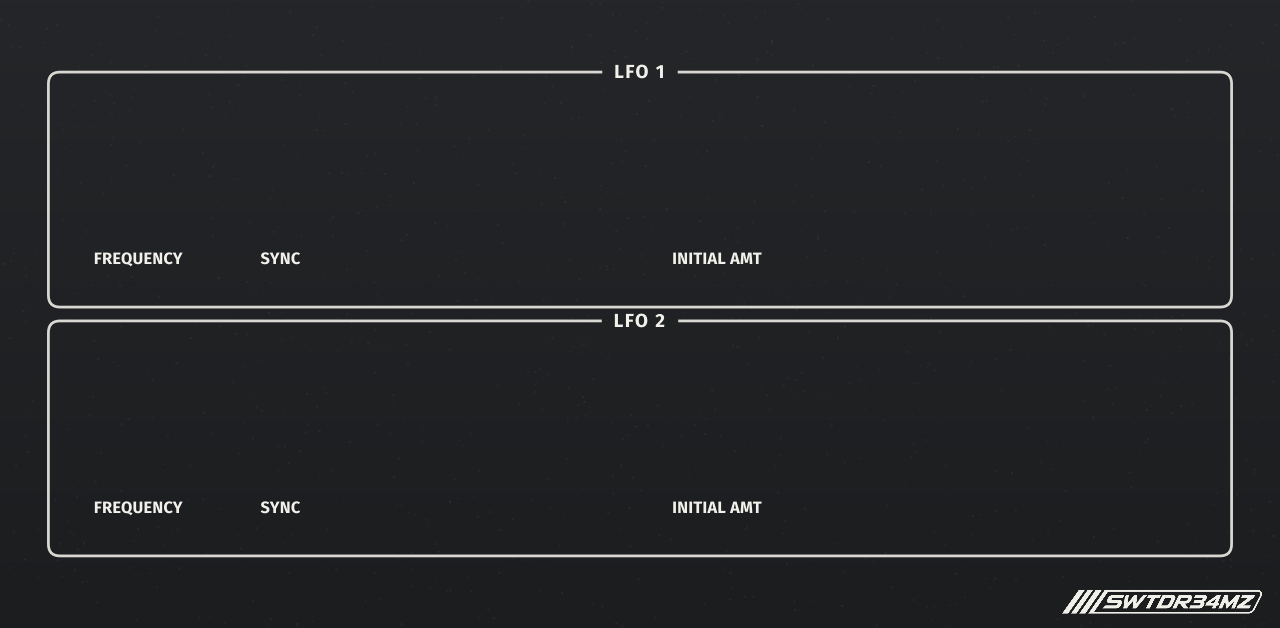 LFO 1
FREQUENCY SYNC INITIAL AMT
LFO 2
FREQUENCY SYNC INITIAL AMT
SWTDR34MZ